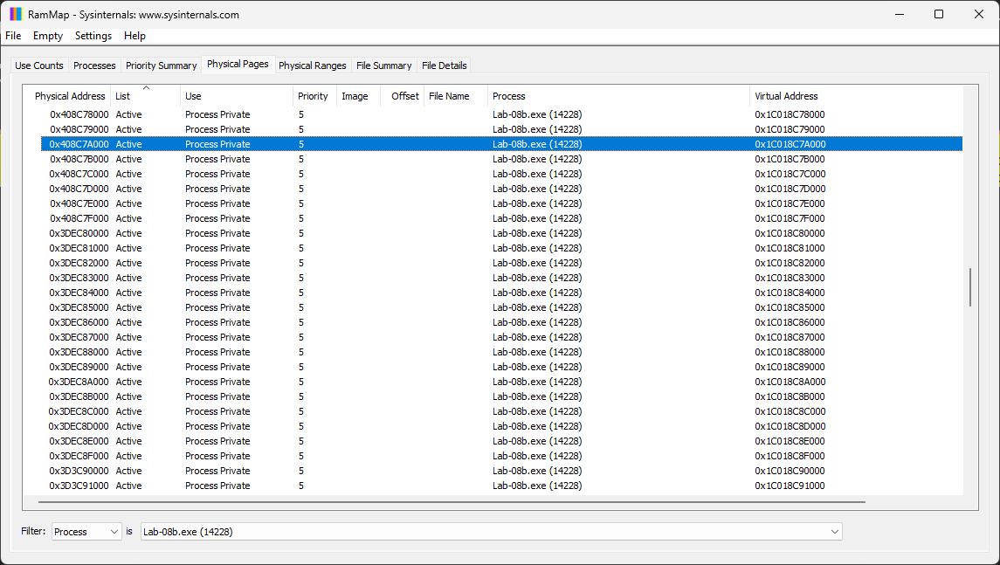 RamMap - Sysinternals: www.sysinternals.com
File Empty Settings Help
Use Counts Processes Priority Summary Physical Pages Physical Ranges File Summary File Details
Physical Address List Use Priority Image Offset File Name Process Virtual Address
0x408C78000 Active Process Private 5 Lab-08b.exe (14228) 0x1C018C78000
0x408C79000 Active Process Private 5 Lab-08b.exe (14228) 0x1C018C79000
0x408C7A000 Active Process Private 5 Lab-08b.exe (14228) 0x1C018C7A000
0x408C7B000 Active Process Private 5 Lab-08b.exe (14228) 0x1C018C7B000
0x408C7C000 Active Process Private 5 Lab-08b.exe (14228) 0x1C018C7C000
0x408C7D000 Active Process Private 5 Lab-08b.exe (14228) 0x1C018C7D000
0x408C7E000 Active Process Private 5 Lab-08b.exe (14228) 0x1C018C7E000
0x408C7F000 Active Process Private 5 Lab-08b.exe (14228) 0x1C018C7F000
0x3DEC80000 Active Process Private 5 Lab-08b.exe (14228) 0x1C018C80000
0x3DEC81000 Active Process Private 5 Lab-08b.exe (14228) 0x1C018C81000
0x3DEC82000 Active Process Private 5 Lab-08b.exe (14228) 0x1C018C82000
0x3DEC83000 Active Process Private 5 Lab-08b.exe (14228) 0x1C018C83000
0x3DEC84000 Active Process Private 5 Lab-08b.exe (14228) 0x1C018C84000
0x3DEC85000 Active Process Private 5 Lab-08b.exe (14228) 0x1C018C85000
0x3DEC86000 Active Process Private 5 Lab-08b.exe (14228) 0x1C018C86000
0x3DEC87000 Active Process Private 5 Lab-08b.exe (14228) 0x1C018C87000
0x3DEC88000 Active Process Private 5 Lab-08b.exe (14228) 0x1C018C88000
0x3DEC89000 Active Process Private 5 Lab-08b.exe (14228) 0x1C018C89000
0x3DEC8A000 Active Process Private 5 Lab-08b.exe (14228) 0x1C018C8A000
0x3DEC8B000 Active Process Private 5 Lab-08b.exe (14228) 0x1C018C8B000
0x3DEC8C000 Active Process Private 5 Lab-08b.exe (14228) 0x1C018C8C000
0x3DEC8D000 Active Process Private 5 Lab-08b.exe (14228) 0x1C018C8D000
0x3DEC8E000 Active Process Private 5 Lab-08b.exe (14228) 0x1C018C8E000
0x3DEC8F000 Active Process Private 5 Lab-08b.exe (14228) 0x1C018C8F000
0x3D3C90000 Active Process Private 5 Lab-08b.exe (14228) 0x1C018C90000
0x3D3C91000 Active Process Private 5 Lab-08b.exe (14228) 0x1C018C91000
Filter: Process is Lab-08b.exe (14228)